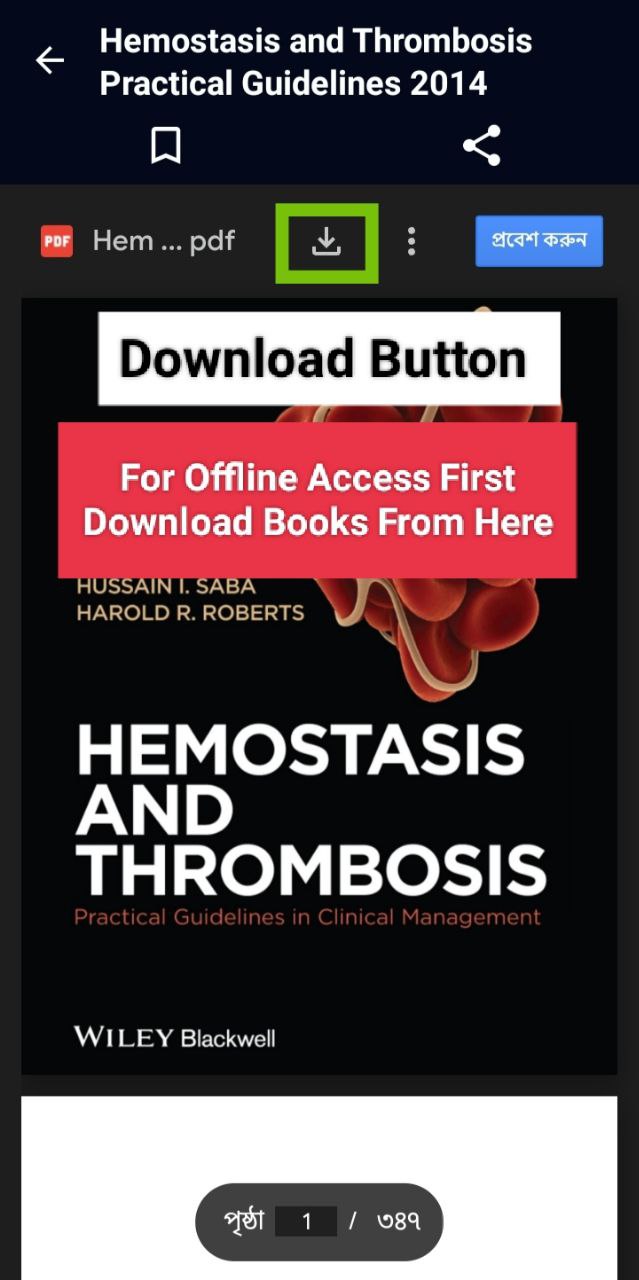 Hemostasis and Thrombosis
Practical Guidelines 2014
PDF
Hem ... pdf
প্রবেশ করুন
Download Button
For Offline Access First
Download Books From Here
HUSSAIN I. SABA
HAROLD R. ROBERTS
HEMOSTASIS
AND
THROMBOSIS
Practical Guidelines in Clinical Management
WILEY Blackwell
পৃষ্ঠা 1 / ৩৪৭